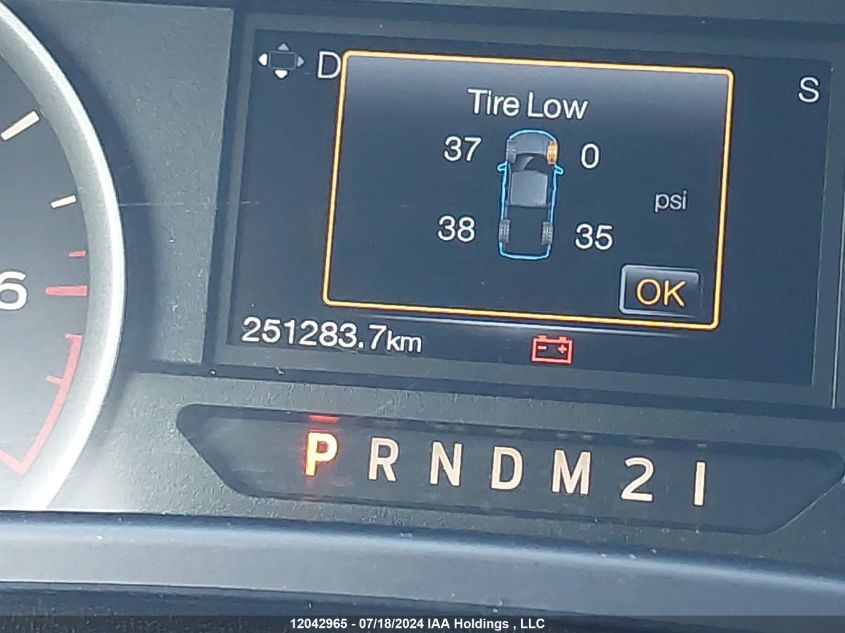 D S
Tire Low
37 0
psi
38 35
OK
6
251283.7km
P R N D M 2 1
12042965 - 07/18/2024 IAA Holdings , LLC